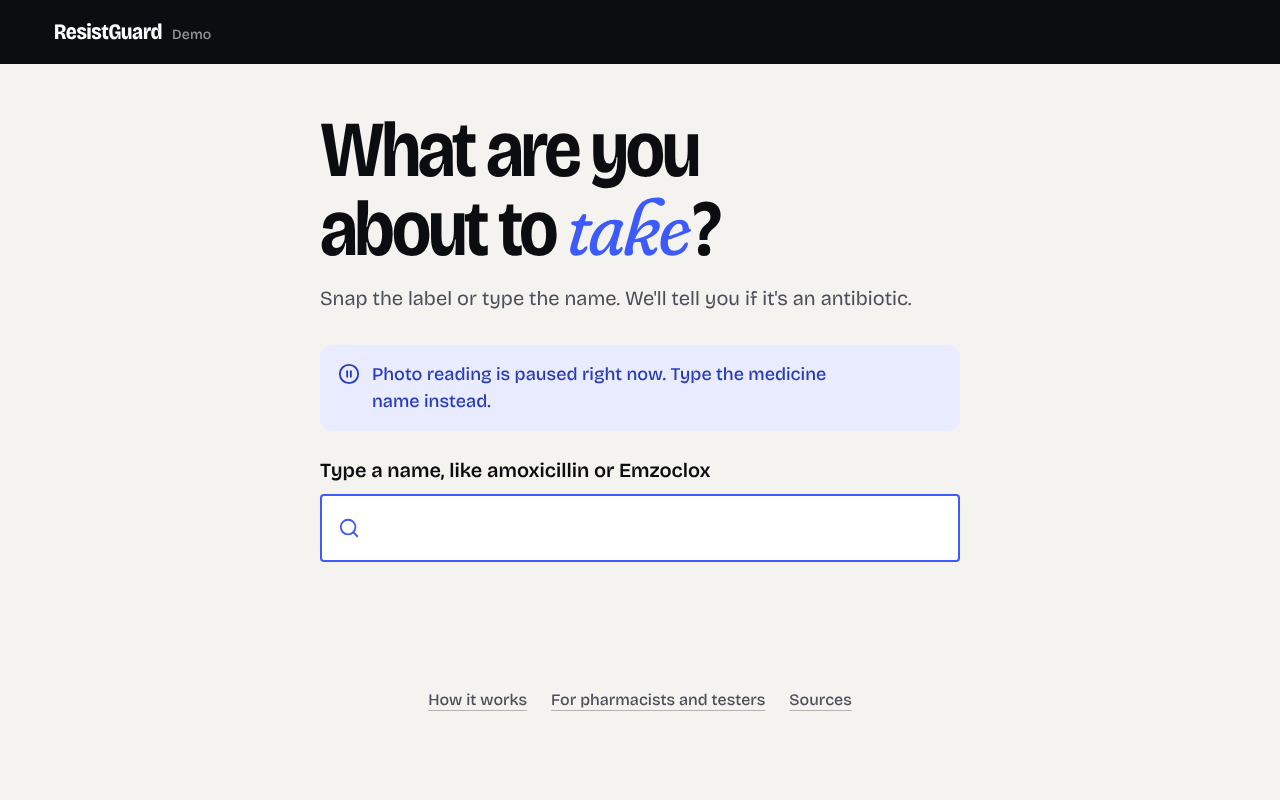 ResistGuard Demo
What are you
about to take?
Snap the label or type the name. We'll tell you if it's an antibiotic.
Photo reading is paused right now. Type the medicine
name instead.
Type a name, like amoxicillin or Emzoclox
How it works For pharmacists and testers Sources